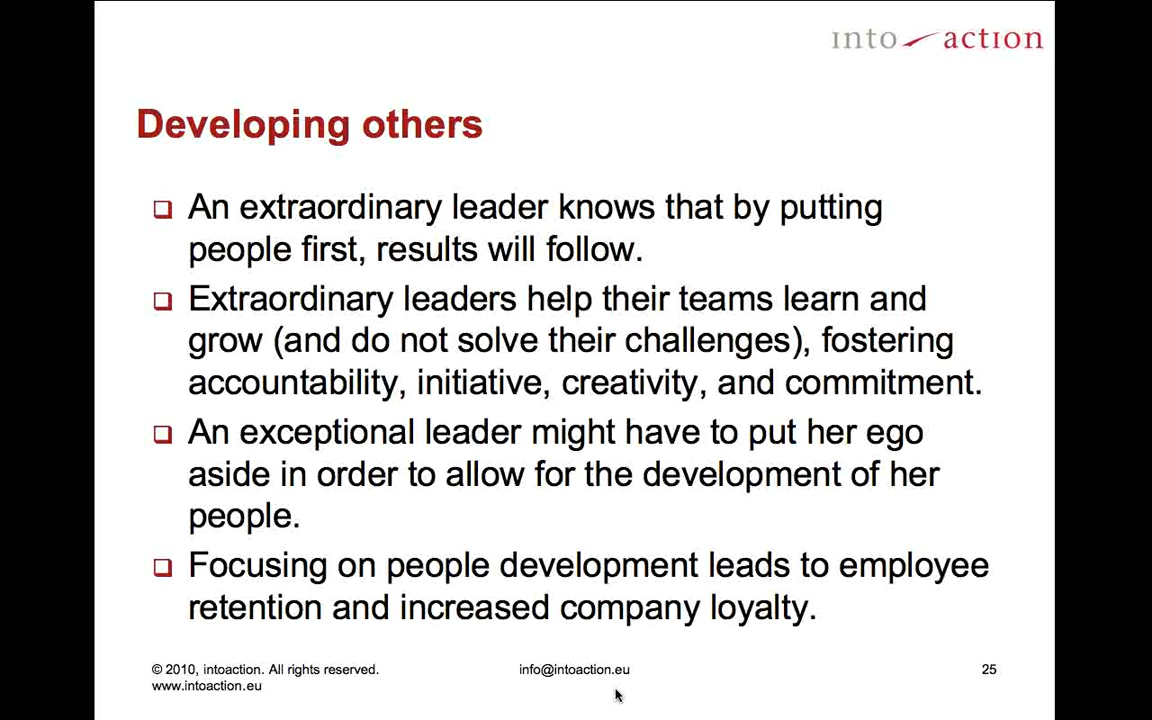 into action
Developing others
An extraordinary leader knows that by putting
people first, results will follow.
Extraordinary leaders help their teams learn and
grow (and do not solve their challenges), fostering
accountability, initiative, creativity, and commitment.
An exceptional leader might have to put her ego
aside in order to allow for the development of her
people.
Focusing on people development leads to employee
retention and increased company loyalty.
© 2010, intoaction. All rights reserved.
www.intoaction.eu
info@intoaction.eu
25